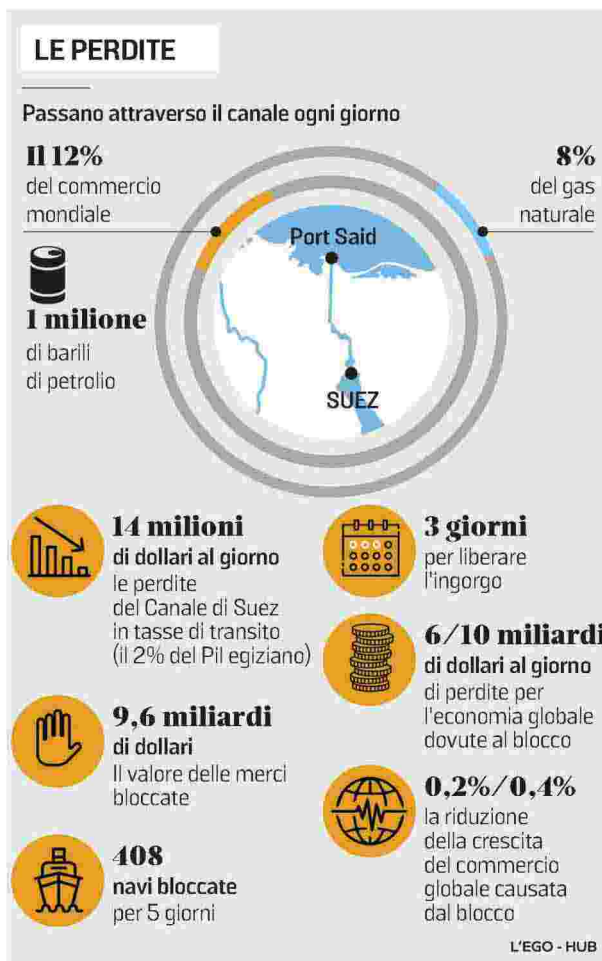 LE PERDITE
Passano attraverso il canale ogni giorno
Il 12%
del commercio
mondiale
8%
del gas
naturale
1 milione
di barili
di petrolio
Port Said
SUEZ
14 milioni
di dollari al giorno
le perdite
del Canale di Suez
in tasse di transito
(il 2% del Pil egiziano)
9,6 miliardi
di dollari
Il valore delle merci
bloccate
408
navi bloccate
per 5 giorni
3 giorni
per liberare
l'ingorgo
6/10 miliardi
di dollari al giorno
di perdite per
l'economia globale
dovute al blocco
0,2%/0,4%
la riduzione
della crescita
del commercio
globale causata
dal blocco
L'EGO - HUB